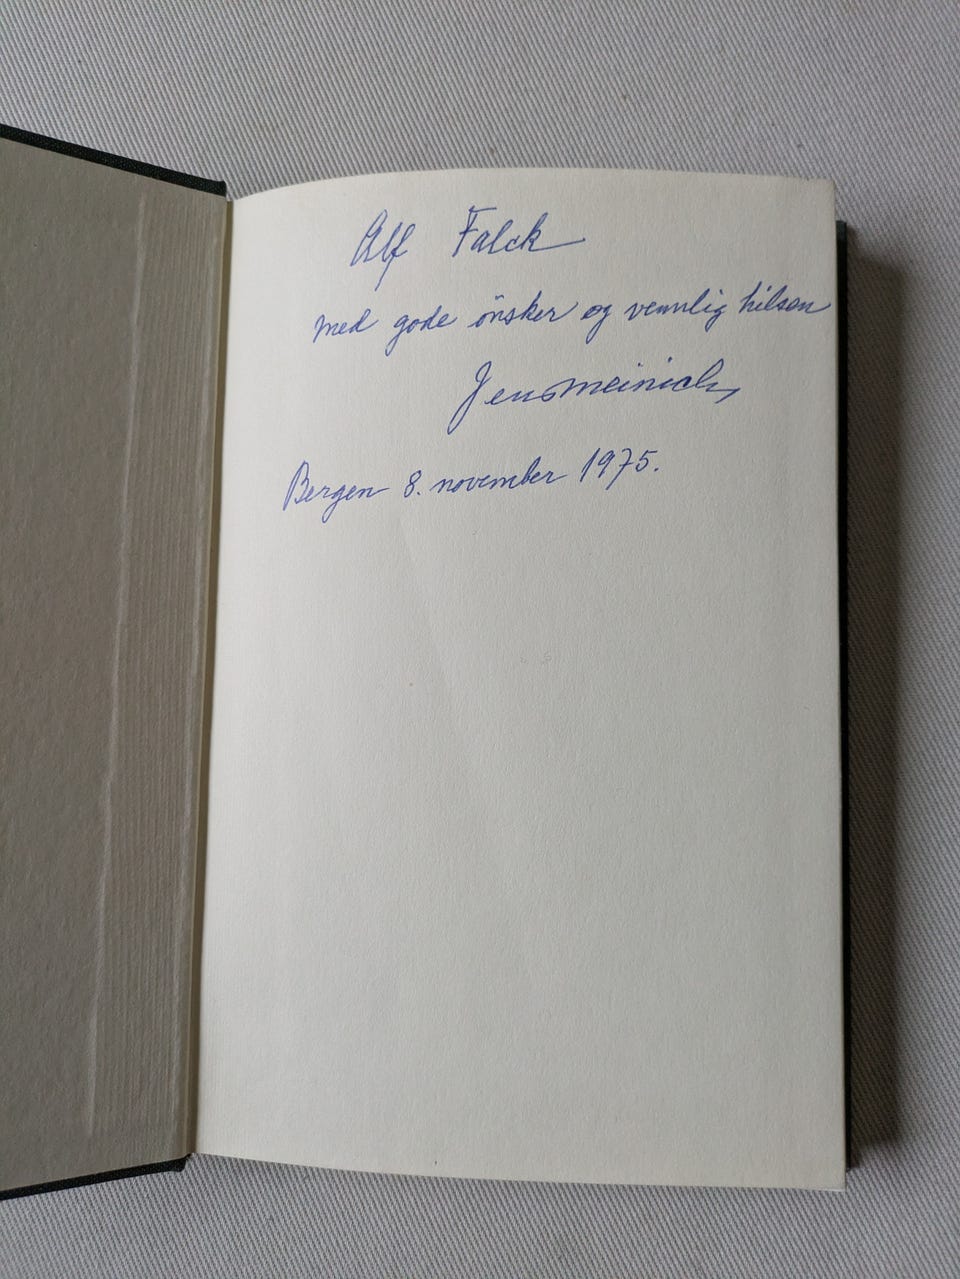 Alf Falck
med gode önsker og vennlig hilsen
Jens Meinich
Bergen 8. november 1975.